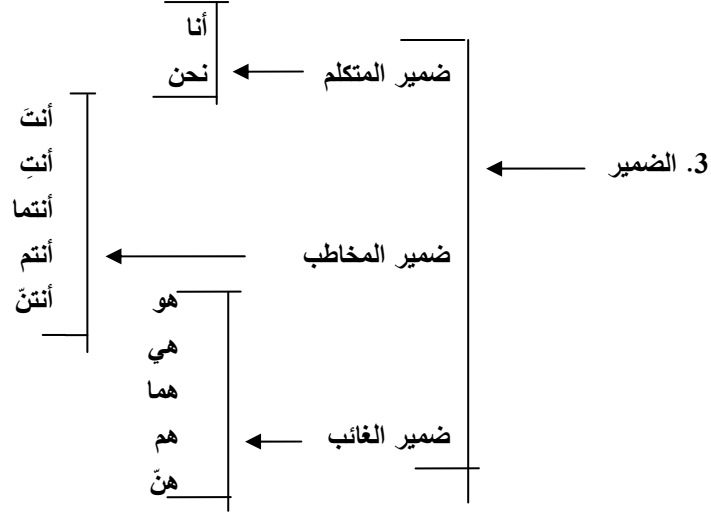 3. الضمير
ضمير المتكلم
أنا
نحن
ضمير المخاطب
أنتَ
أنتِ
أنتما
أنتم
أنتنّ
ضمير الغائب
هو
هي
هما
هم
هنّ